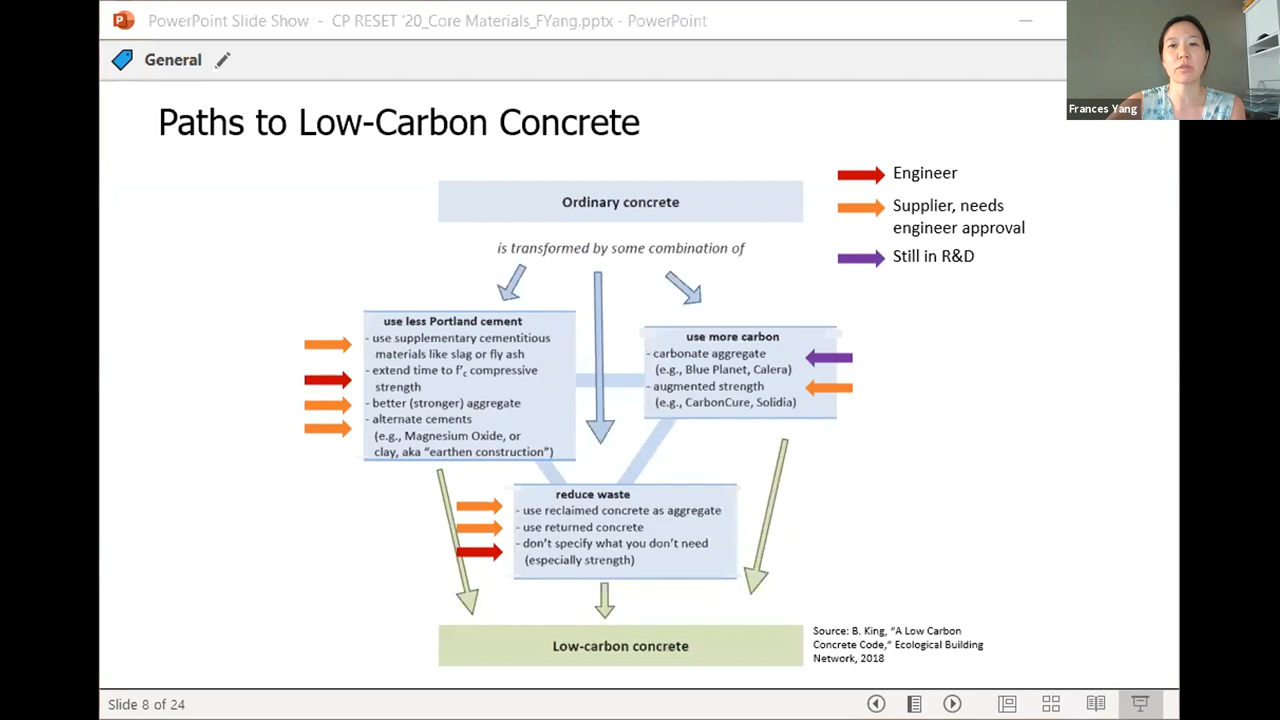 PowerPoint Slide Show - CP RESET '20_Core Materials_FYang.pptx - PowerPoint
General
Frances Yang
Paths to Low-Carbon Concrete
Engineer
Supplier, needs
engineer approval
Still in R&D
Ordinary concrete
is transformed by some combination of
use less Portland cement
- use supplementary cementitious
materials like slag or fly ash
- extend time to f'c compressive
strength
- better (stronger) aggregate
- alternate cements
(e.g., Magnesium Oxide, or
clay, aka "earthen construction")
use more carbon
- carbonate aggregate
(e.g., Blue Planet, Calera)
- augmented strength
(e.g., CarbonCure, Solidia)
reduce waste
- use reclaimed concrete as aggregate
- use returned concrete
- don't specify what you don't need
(especially strength)
Low-carbon concrete
Source: B. King, "A Low Carbon
Concrete Code," Ecological Building
Network, 2018
Slide 8 of 24